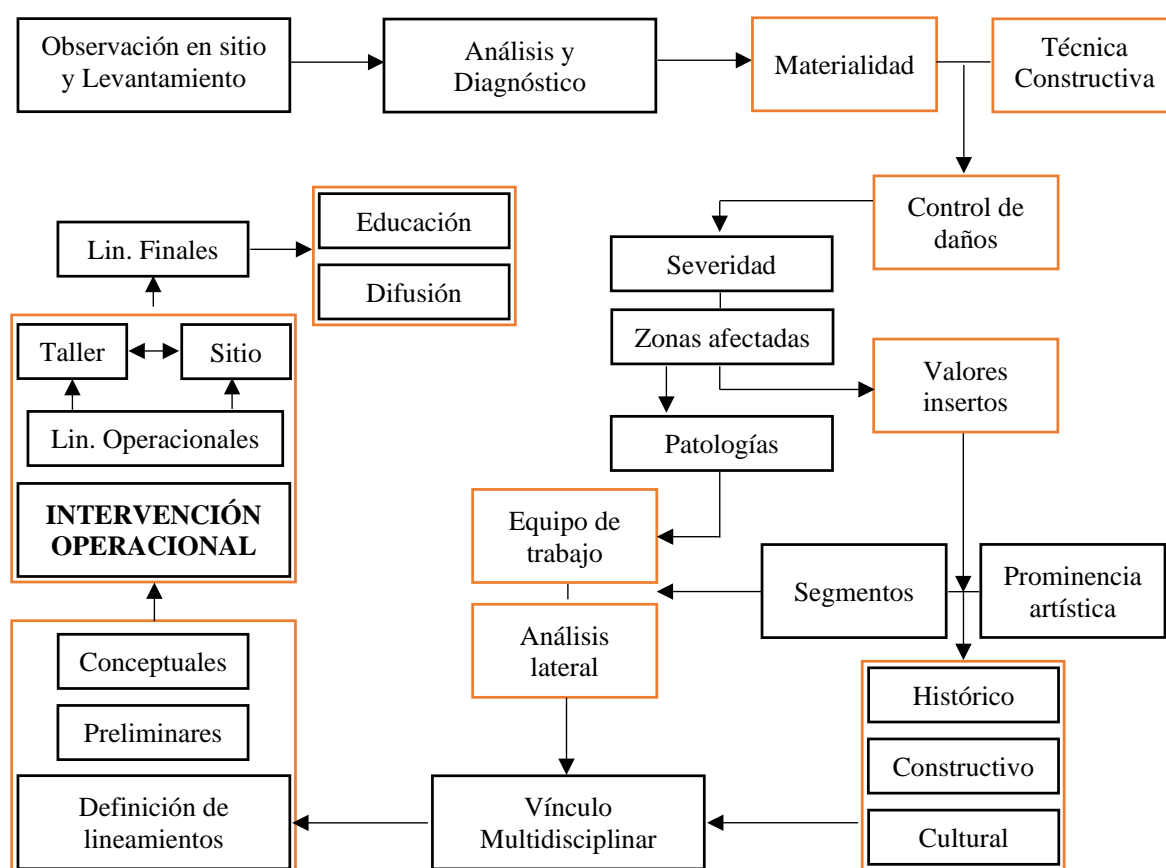 Observación en sitio
y Levantamiento
Análisis y
Diagnóstico
Materialidad
Técnica
Constructiva
Control de
daños
Educación
Difusión
Lin. Finales
Severidad
Zonas afectadas
Taller
Sitio
Valores
insertos
Lin. Operacionales
Patologías
INTERVENCIÓN
OPERACIONAL
Equipo de
trabajo
Segmentos
Prominencia
artística
Análisis
lateral
Conceptuales
Preliminares
Histórico
Constructivo
Cultural
Definición de
lineamientos
Vínculo
Multidisciplinar